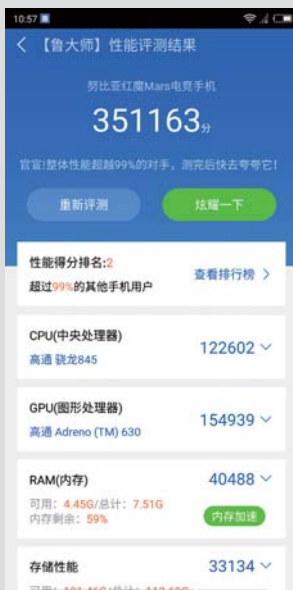 10:57
【鲁大师】性能评测结果
努比亚红魔Mars电竞手机
351163分
官宣!整体性能超越99%的对手，测完后快去夸夸它!
重新评测 炫耀一下
性能得分排名:2
超过99%的其他手机用户
查看排行榜
CPU(中央处理器)
高通 骁龙845
122602
GPU(图形处理器)
高通 Adreno (TM) 630
154939
RAM(内存)
40488
可用：4.45G/总计：7.51G
内存剩余：59%
内存加速
存储性能
33134